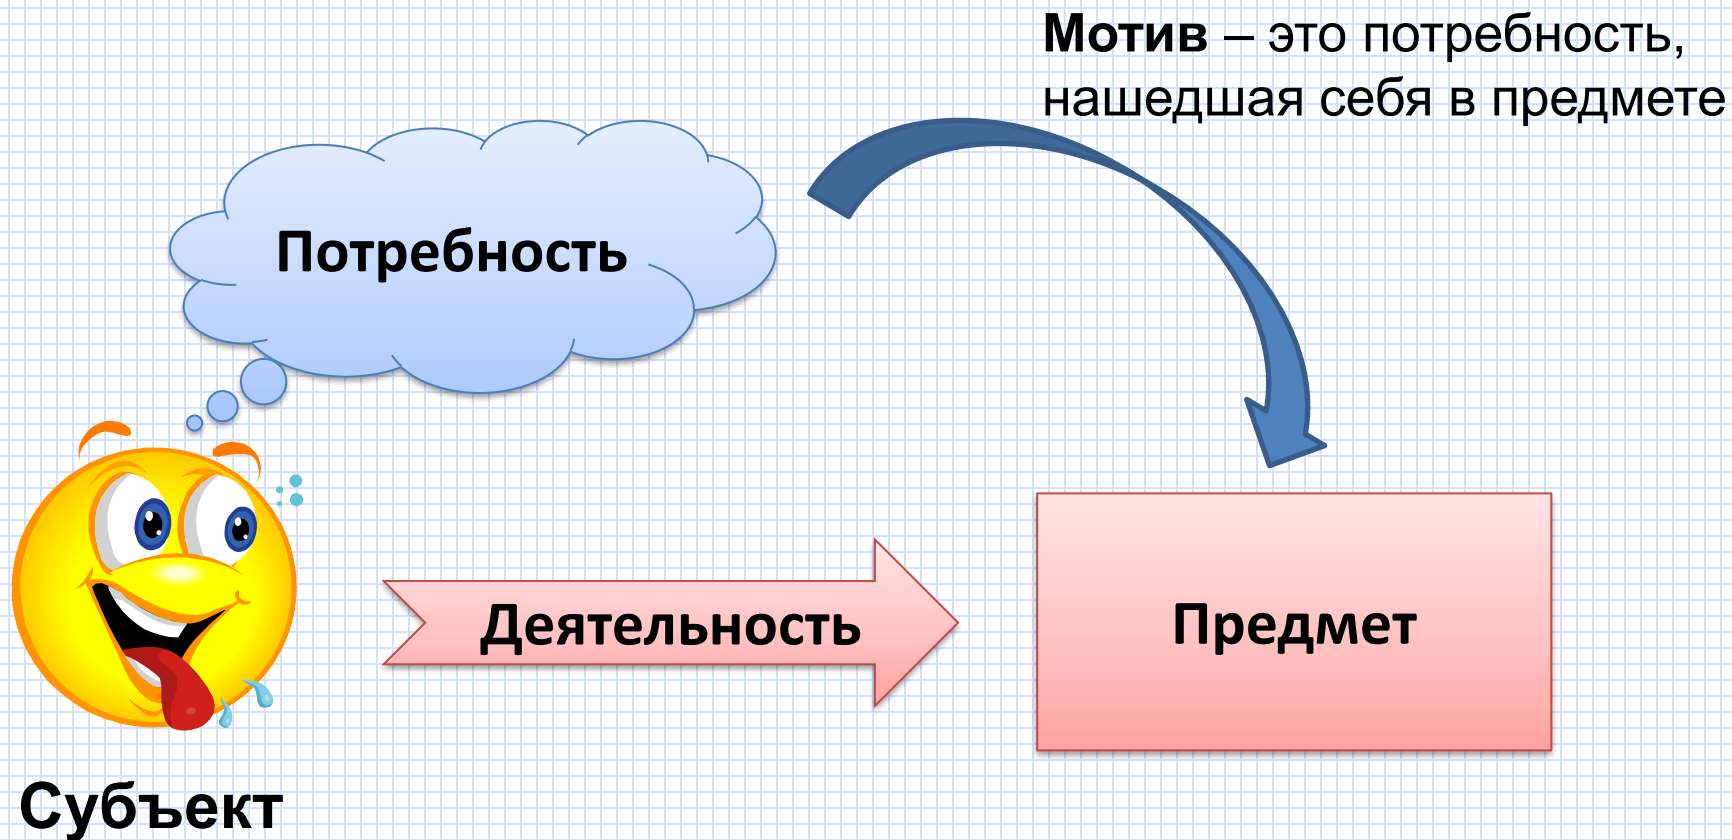 Мотив – это потребность,
нашедшая себя в предмете
Потребность
Деятельность
Предмет
Субъект